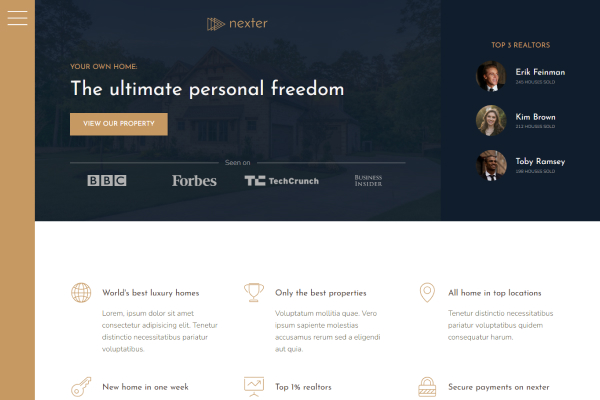 nexter
YOUR OWN HOME:
The ultimate personal freedom
VIEW OUR PROPERTY
Seen on
BBC
Forbes
TechCrunch
BUSINESS
INSIDER
TOP 3 REALTORS
Erik Feinman
245 HOUSES SOLD
Kim Brown
212 HOUSES SOLD
Toby Ramsey
198 HOUSES SOLD
World's best luxury homes
Lorem, ipsum dolor sit amet
consectetur adipisicing elit. Tenetur
distinctio necessitatibus pariatur
voluptatibus.
Only the best properties
Voluptatum mollitia quae. Vero
ipsum sapiente molestias
accusamus rerum sed a eligendi
aut quia.
All home in top locations
Tenetur distinctio necessitatibus
pariatur voluptatibus quidem
consequatur harum.
New home in one week
Top 1% realtors
Secure payments on nexter